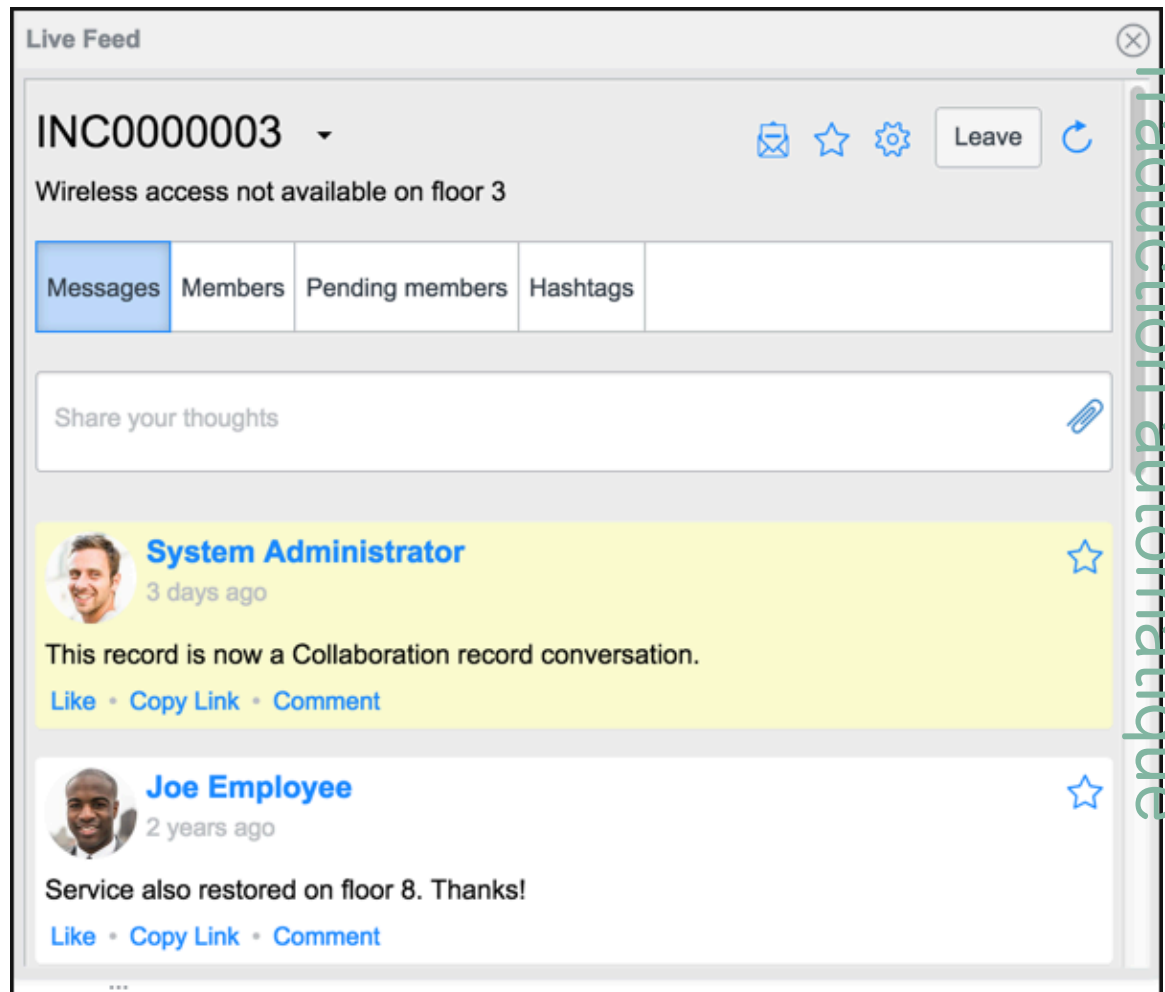 Live Feed
INC0000003
Leave
Wireless access not available on floor 3
Messages Members Pending members Hashtags
Share your thoughts
System Administrator
3 days ago
This record is now a Collaboration record conversation.
Like • Copy Link • Comment
Joe Employee
2 years ago
Service also restored on floor 8. Thanks!
Like • Copy Link • Comment
...
Traduction automatique